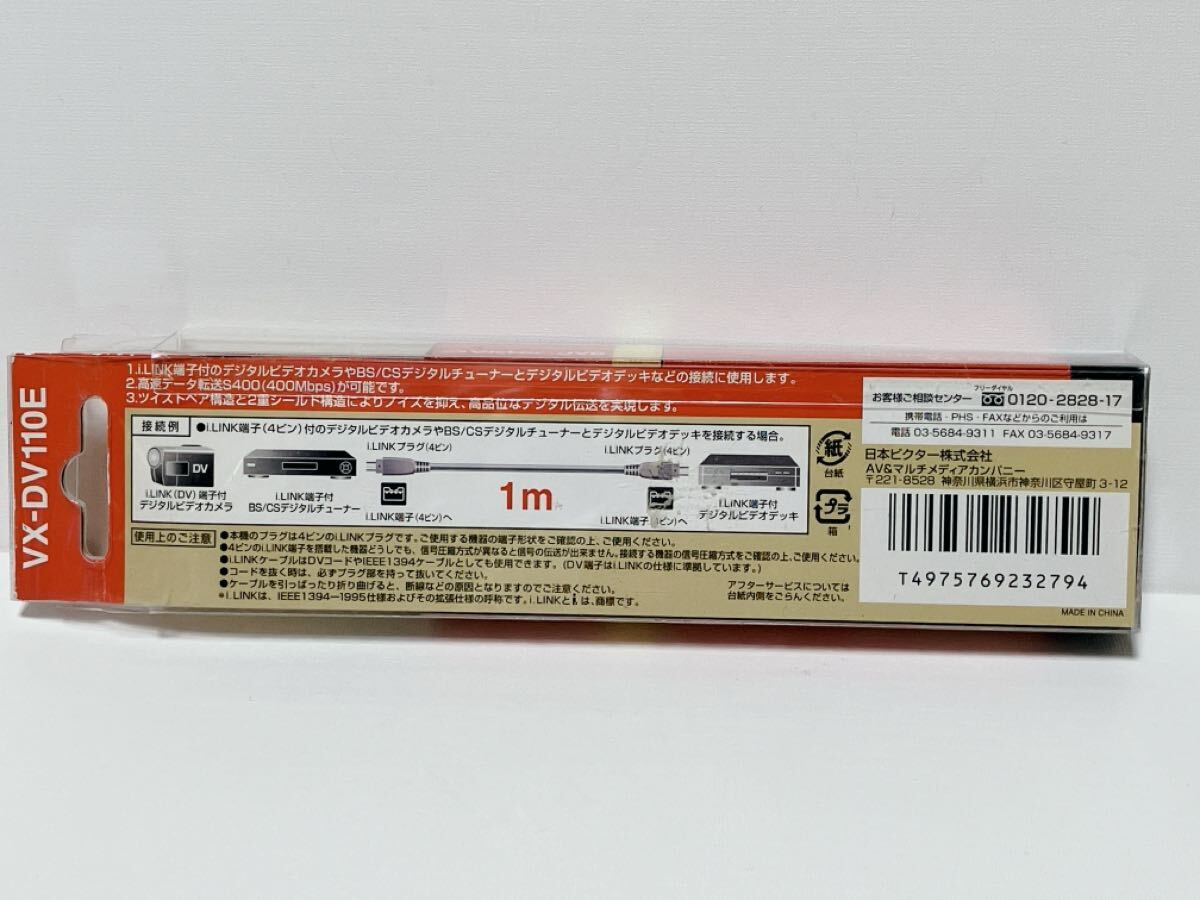 VX-DV110E
1.i.LINK端子付のデジタルビデオカメラやBS/CSデジタルチューナーとデジタルビデオデッキなどの接続に使用します。
2.高速データ転送S400(400Mbps)が可能です。
3.ツイストペア構造と2重シールド構造によりノイズを抑え、高品位なデジタル伝送を実現します。
接続例 ●i.LINK端子(4ピン)付のデジタルビデオカメラやBS/CSデジタルチューナーとデジタルビデオデッキを接続する場合。
DV
i.LINK(DV)端子付
デジタルビデオカメラ
i.LINK端子付
BS/CSデジタルチューナー
i.LINKプラグ(4ピン)
i.LINK端子(4ピン)へ
1m
i.LINKプラグ(4ピン)
i.LINK端子 ピン)へ
i.LINK端子付
デジタルビデオデッキ
使用上のご注意
●本機のプラグは4ピンのi.LINKプラグです。ご使用する機器の端子形状をご確認の上、ご使用ください。
●4ピンのi.LINK端子を搭載した機器どうしでも、信号圧縮方式が異なると信号の伝送が出来ません。接続する機器の信号圧縮方式をご確認の上、ご使用ください。
●i.LINKケーブルはDVコードやIEEE1394ケーブルとしても使用できます。(DV端子はi.LINKの仕様に準拠しています。)
●コードを抜く時は、必ずプラグ部を持って抜いてください。
●ケーブルを引っぱったり折り曲げると、断線などの原因となりますのでご注意ください。
*i.LINKは、IEEE1394-1995仕様およびその拡張仕様の呼称です。i.LINKとiは、商標です。
アフターサービスについては
台紙内側をごらんください。
紙
台紙
プラ
箱
フリーダイヤル
お客様ご相談センター 0120-2828-17
携帯電話・PHS・FAXなどからのご利用は
電話 03-5684-9311 FAX 03-5684-9317
日本ビクター株式会社
AV&マルチメディアカンパニー
〒221-8528 神奈川県横浜市神奈川区守屋町3-12
T4975769232794
MADE IN CHINA